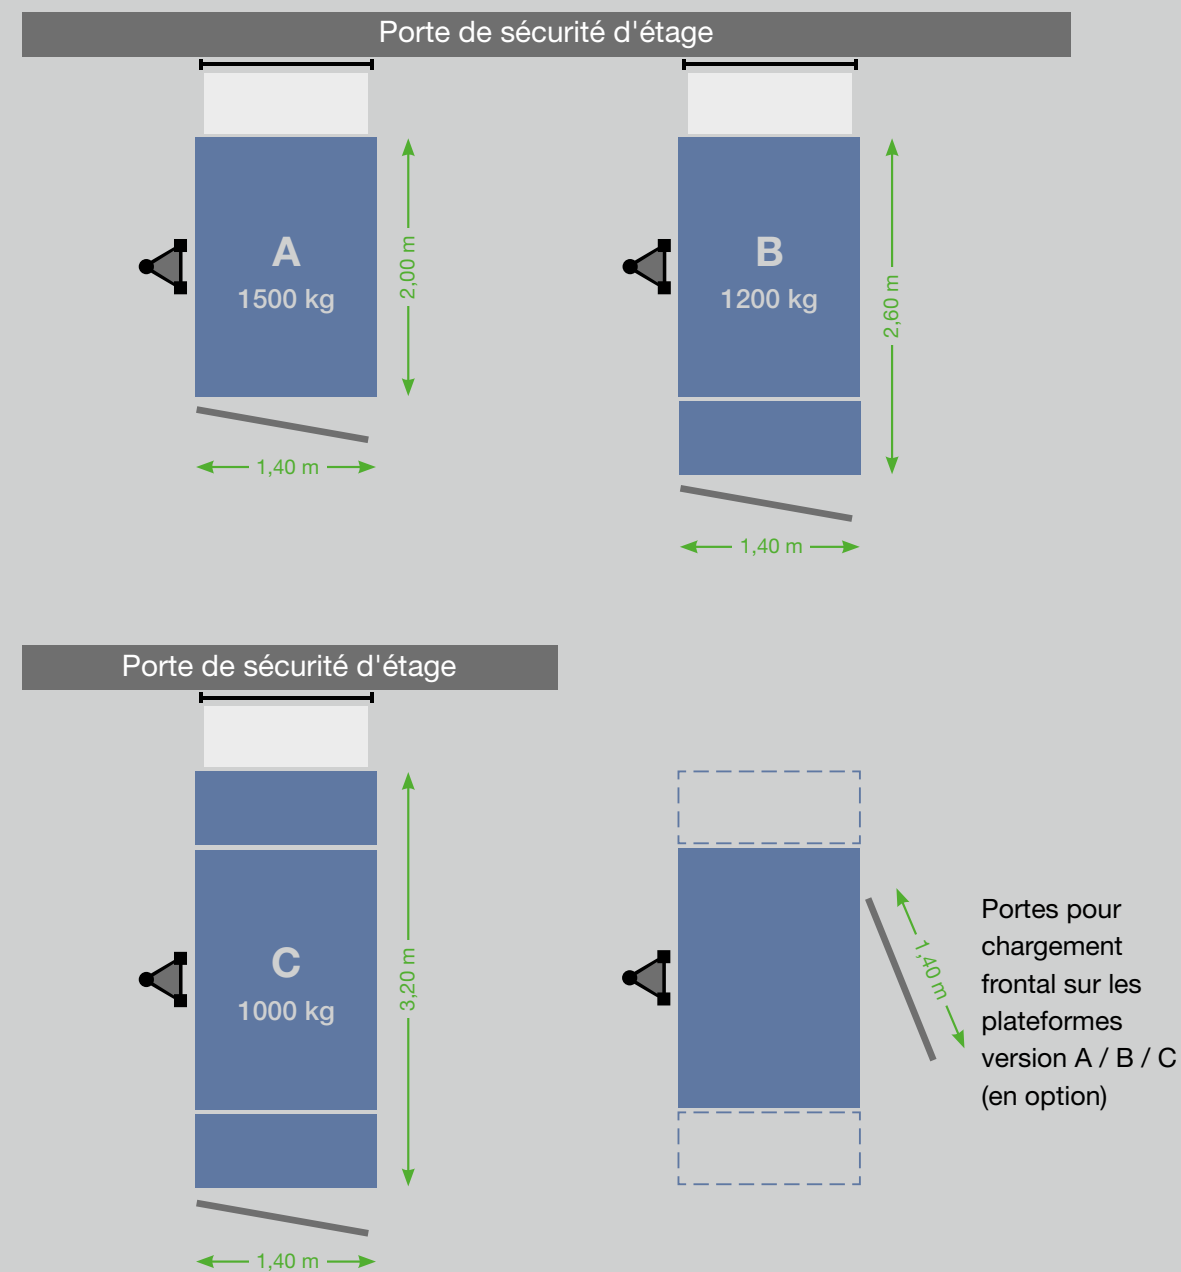 Porte de sécurité d'étage
A
1500 kg
2,00 m
1,40 m
B
1200 kg
2,60 m
1,40 m
Porte de sécurité d'étage
C
1000 kg
3,20 m
1,40 m
1,40 m
Portes pour
chargement
frontal sur les
plateformes
version A / B / C
(en option)